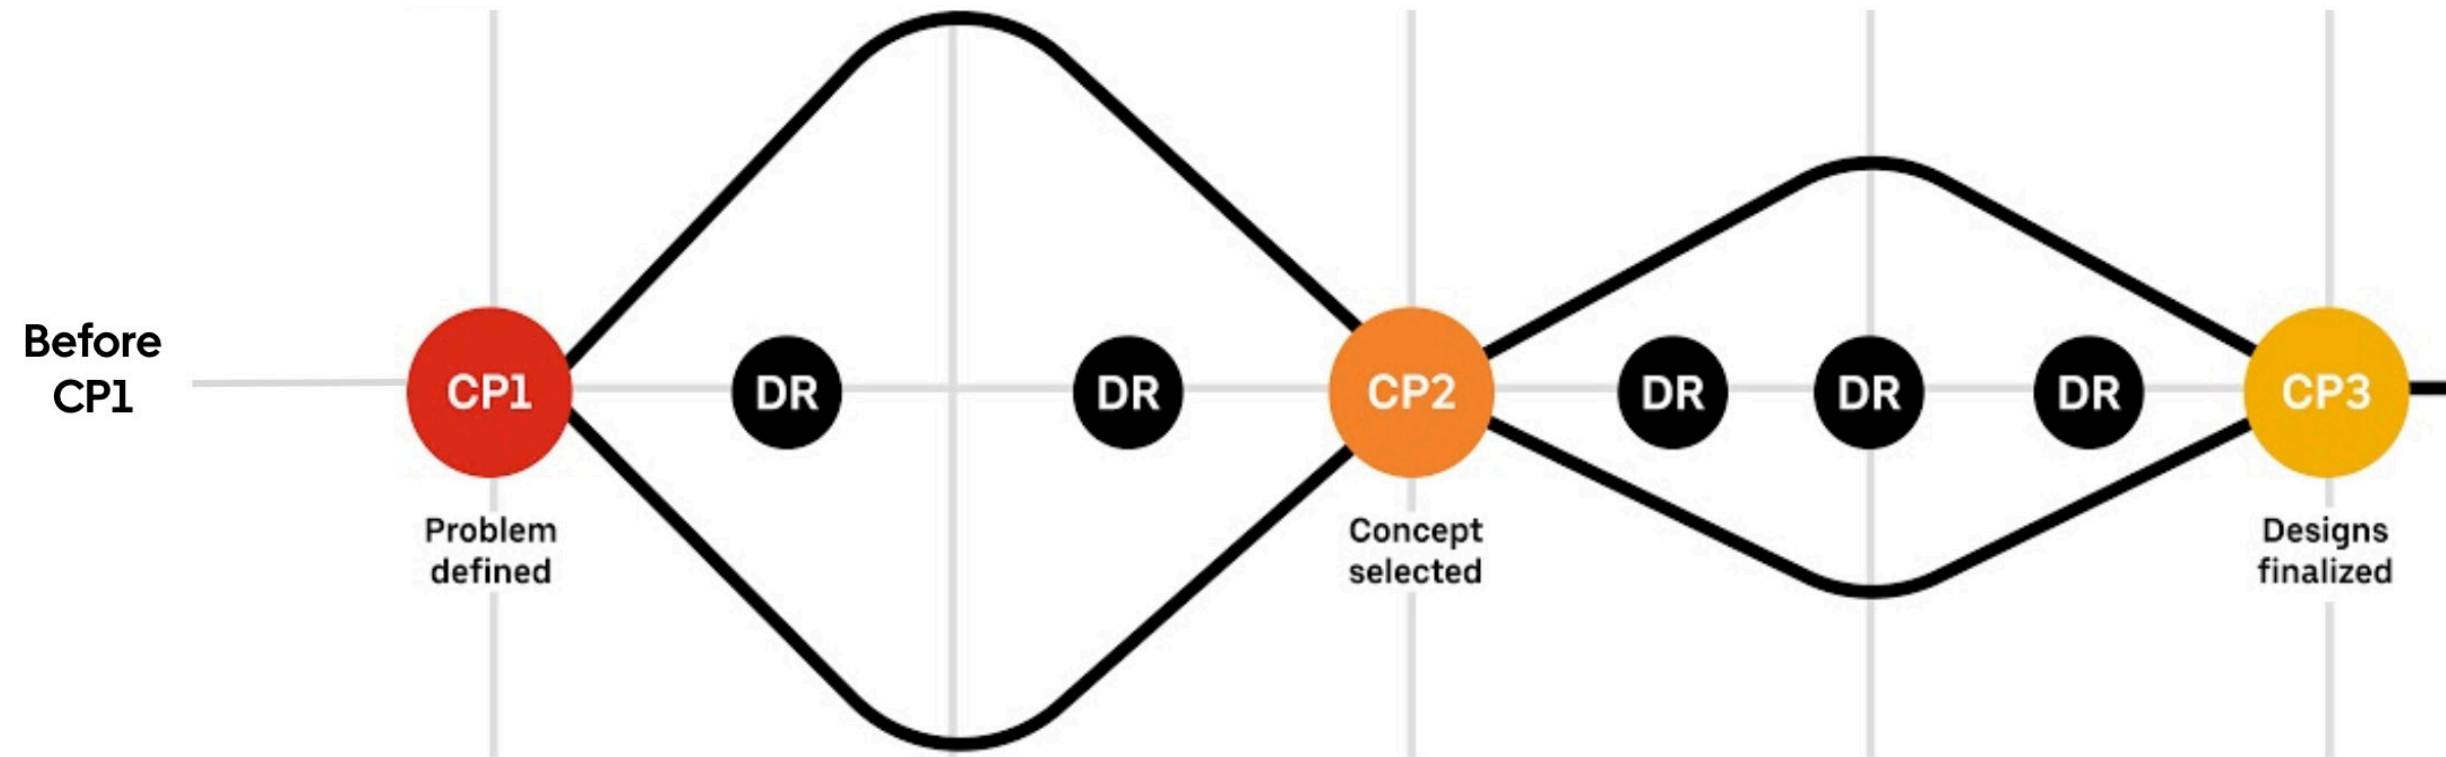 Before
CP1
CP1
DR
DR
CP2
DR
DR
DR
CP3
Problem
defined
Concept
selected
Designs
finalized